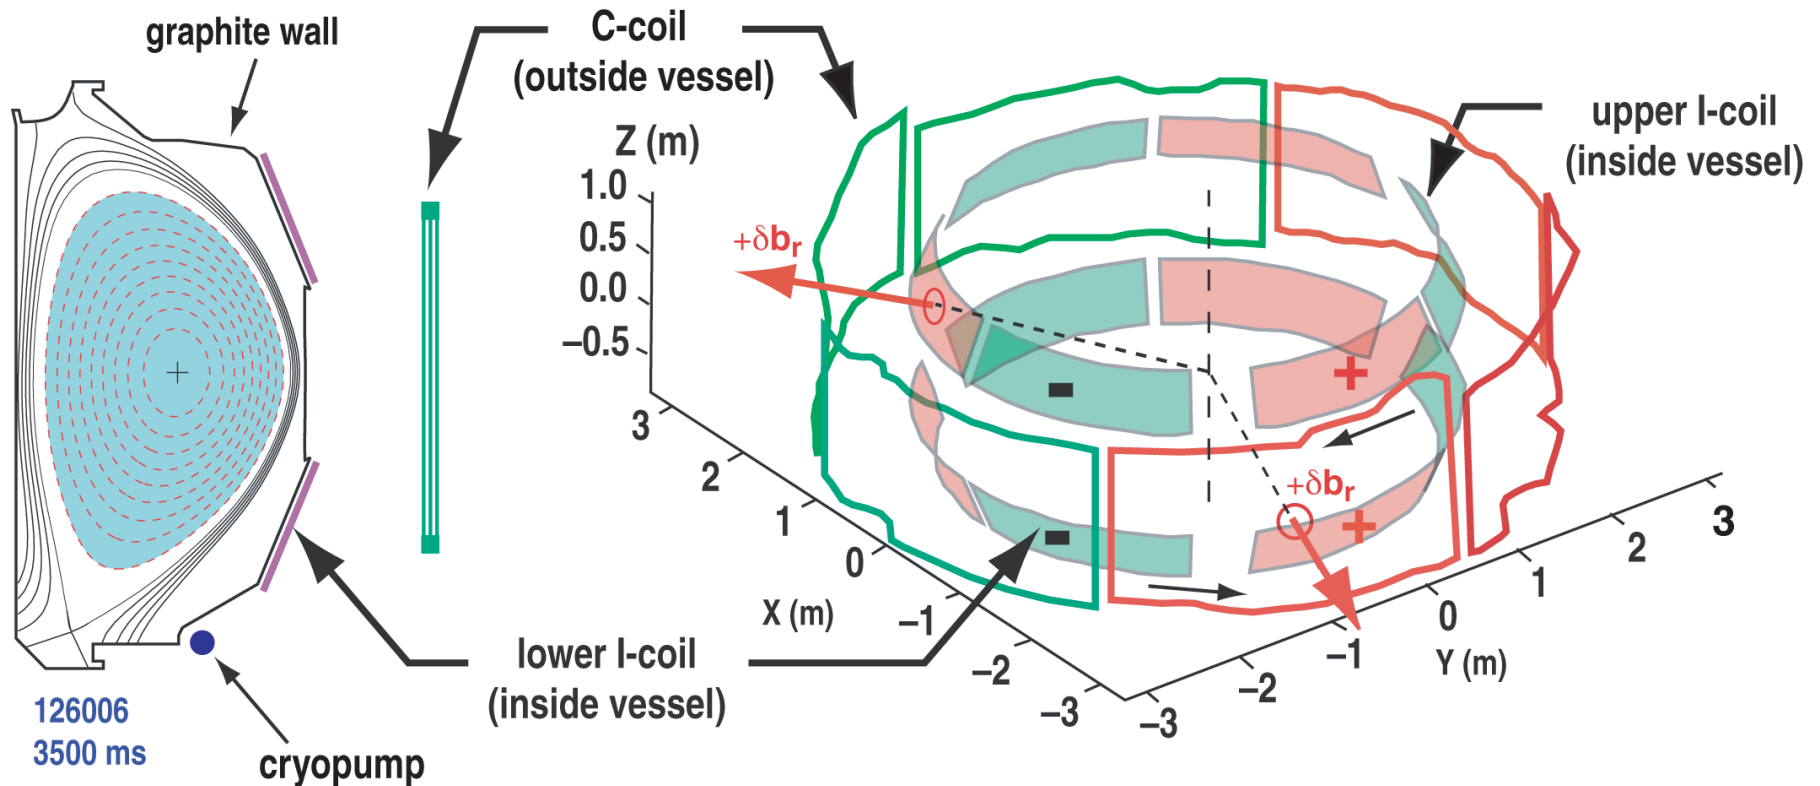 graphite wall
C-coil
(outside vessel)
upper I-coil
(inside vessel)
Z (m)
1.0
0.5
0.0
−0.5
+δbr
3
2
1
0
−1
−2
−3
X (m)
-
+
-
+
+δbr
−3
−2
−1
0
1
2
3
Y (m)
lower I-coil
(inside vessel)
126006
3500 ms
cryopump